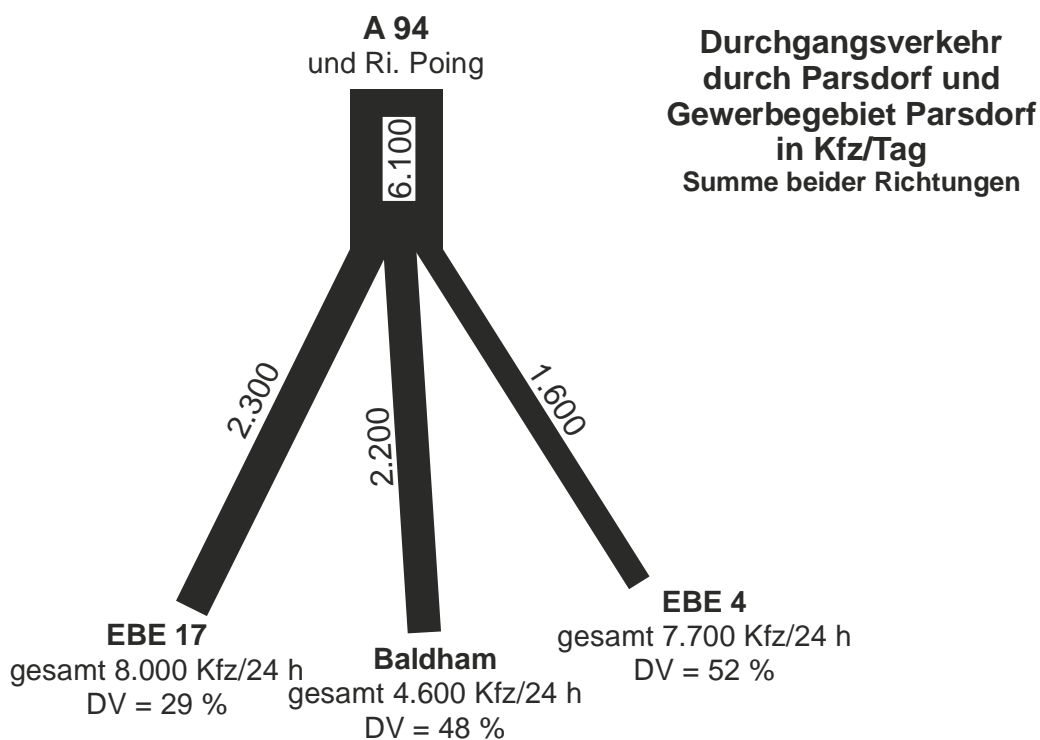 A 94
und Ri. Poing
Durchgangsverkehr
durch Parsdorf und
Gewerbegebiet Parsdorf
in Kfz/Tag
Summe beider Richtungen
6.100
2.300
2.200
1.600
EBE 17
gesamt 8.000 Kfz/24 h
DV = 29 %
Baldham
gesamt 4.600 Kfz/24 h
DV = 48 %
EBE 4
gesamt 7.700 Kfz/24 h
DV = 52 %